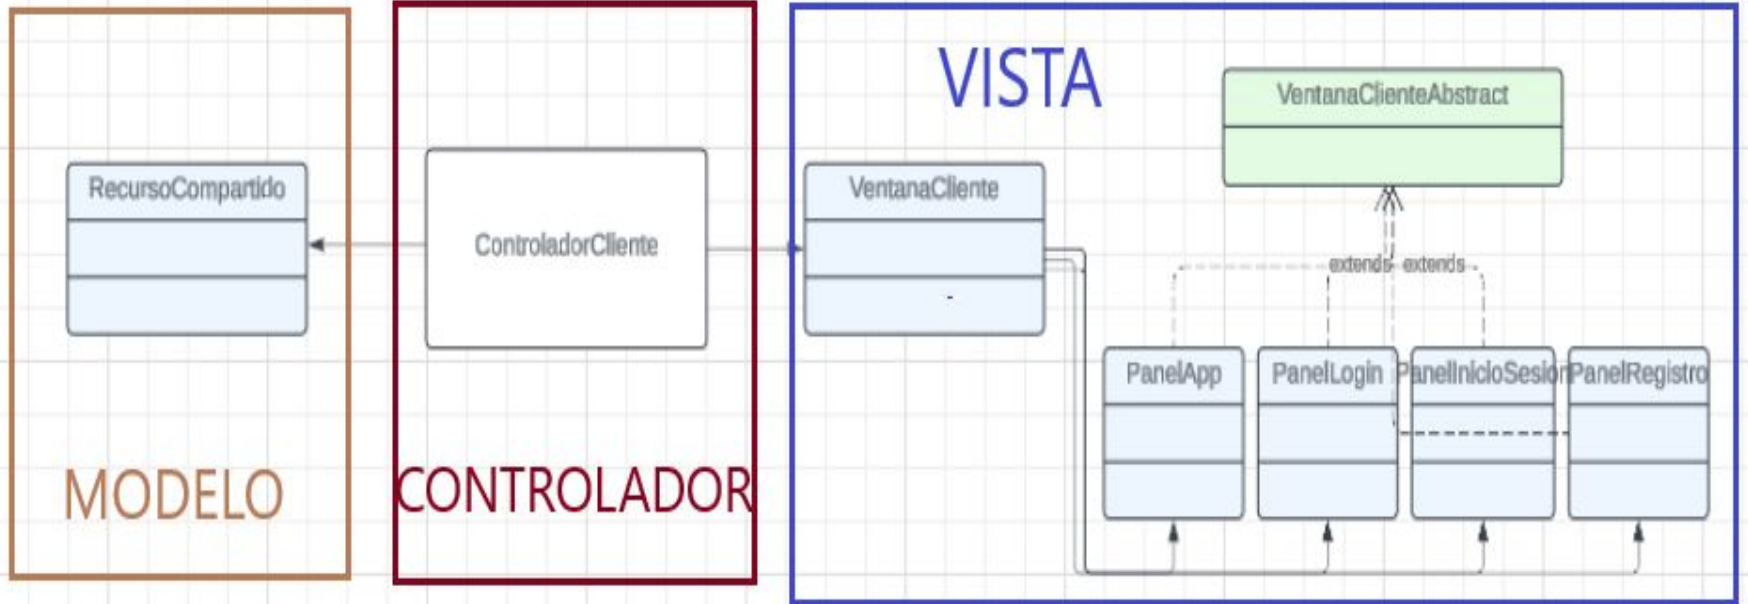 MODELO
RecursoCompartido
CONTROLADOR
ControladorCliente
VISTA
VentanaCliente
-
VentanaClienteAbstract
extends extends
PanelApp
PanelLogin
PanelInicioSesion
PanelRegistro